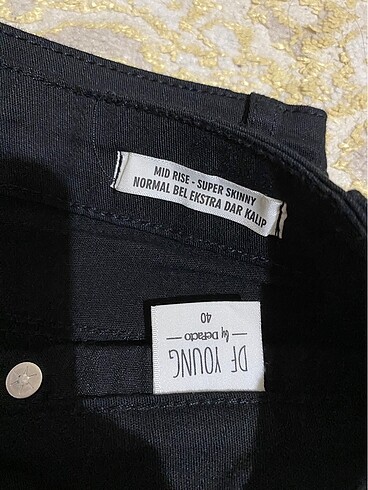 MID RISE - SUPER SKINNY
NORMAL BEL EKSTRA DAR KALIP
DF YOUNG
by DeFacto
40